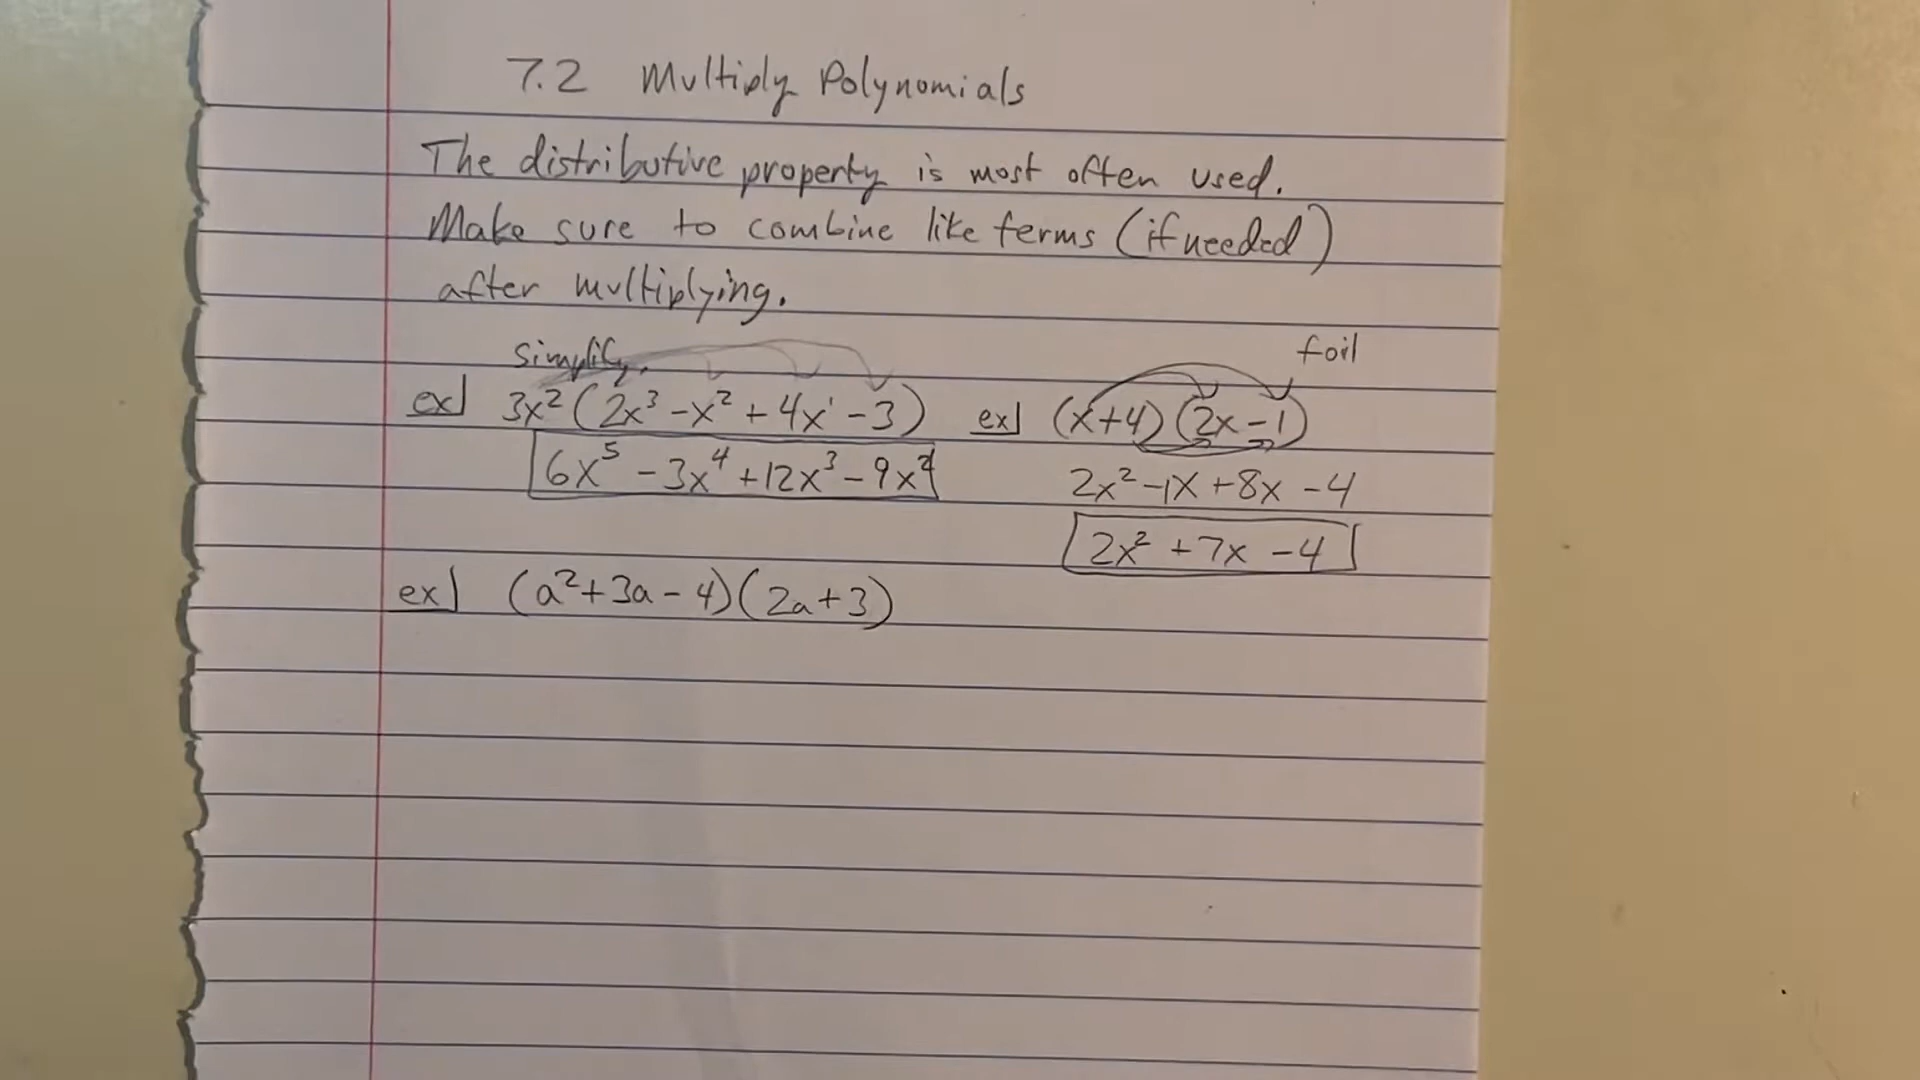 7.2 Multiply Polynomials
The distributive property is most often used.
Make sure to combine like terms (if needed)
after multiplying.
simplify.
ex] 3x²(2x³ - x² + 4x¹ - 3)
6x⁵ - 3x⁴ + 12x³ - 9x²
foil
ex] (x+4)(2x-1)
2x² - 1x + 8x - 4
2x² + 7x - 4
ex] (a² + 3a - 4)(2a + 3)